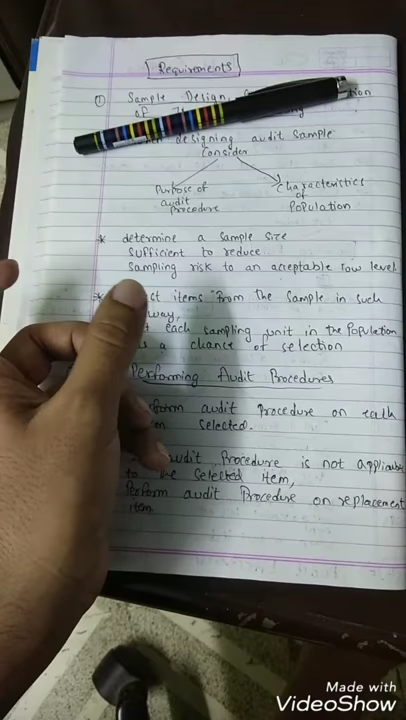 Requirements
① Sample Design,
of
designing audit sample
Consider
Purpose of
audit
procedure
Characteristics
of
Population
* determine a sample size
sufficient to reduce
sampling risk to an acceptable low level
* items from the sample in such
way,
each sampling unit in the Population
a chance of selection
Performing Audit Procedures
audit procedure on each
selected.
audit Procedure is not applicable
to the selected item,
Perform audit Procedure on replacement
item
Made with
VideoShow